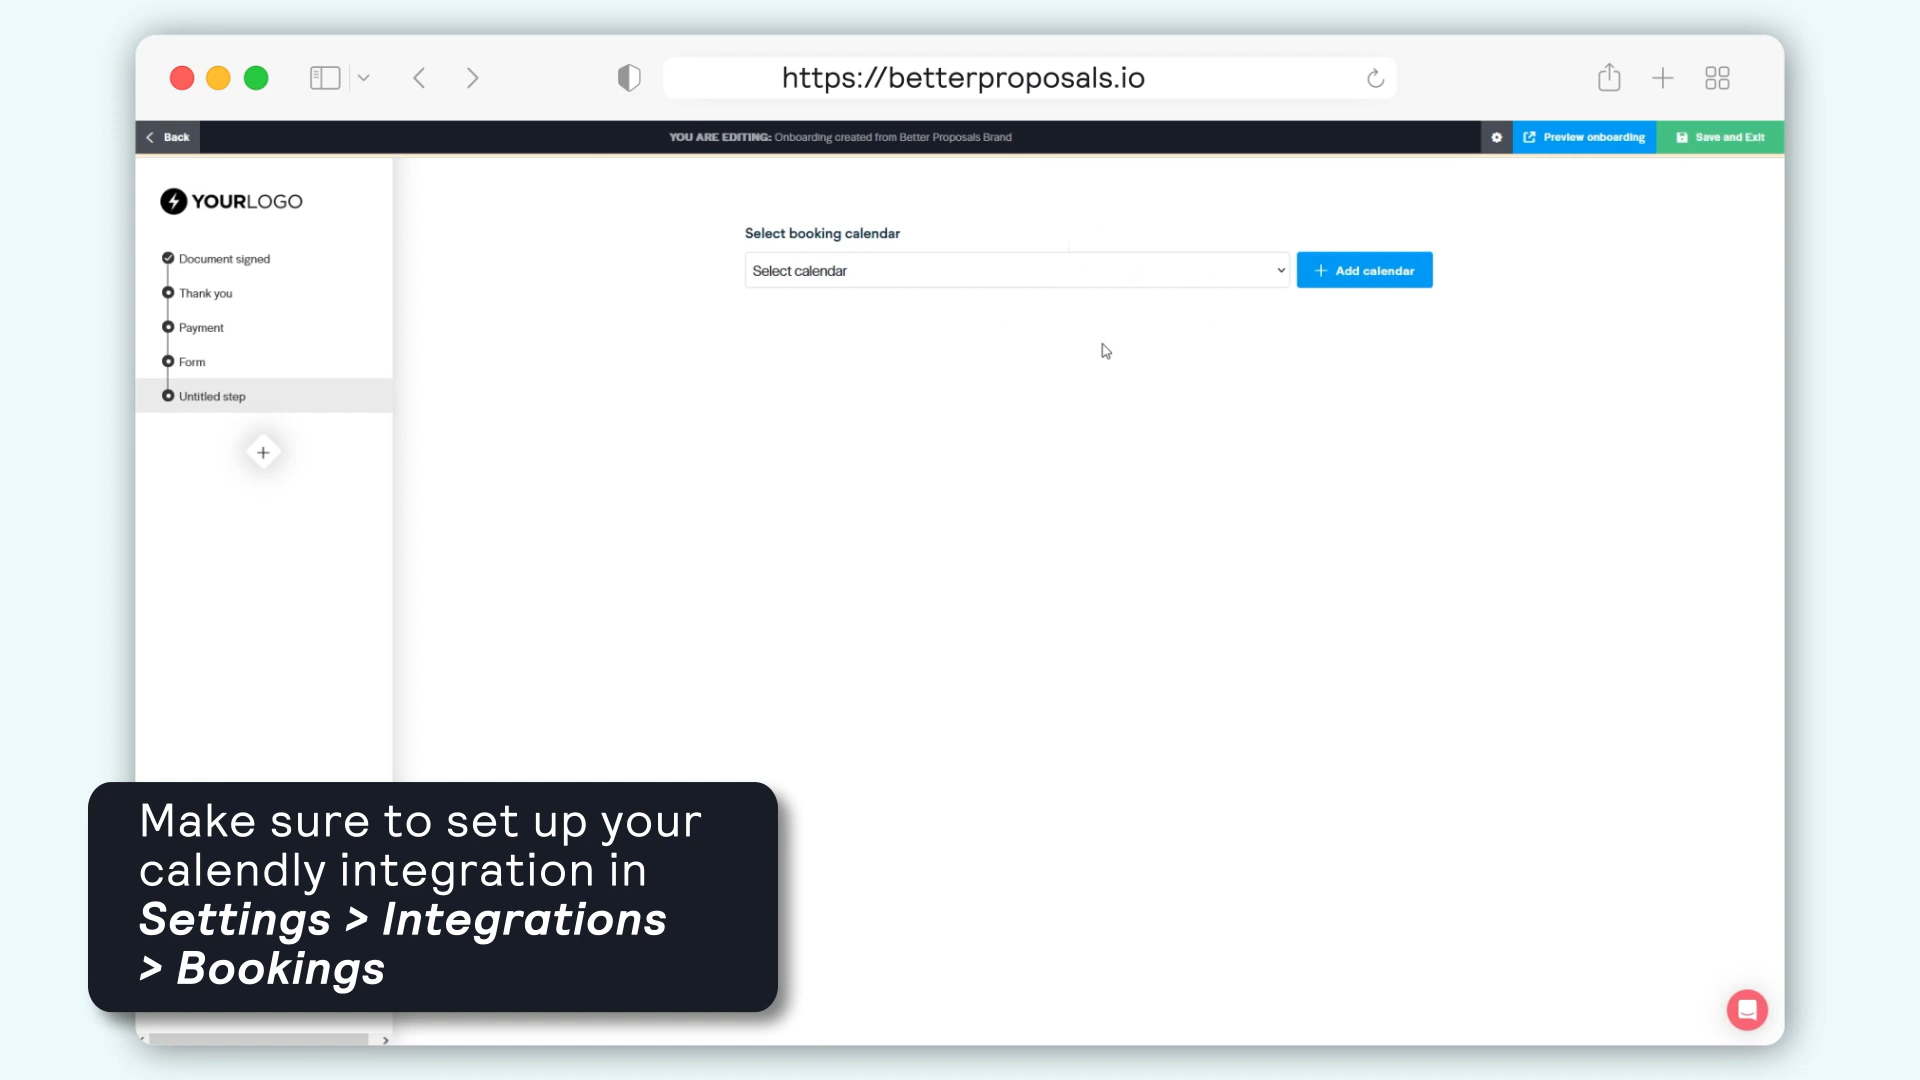 https://betterproposals.io
Back
YOU ARE EDITING: Onboarding created from Better Proposals Brand
Preview onboarding
Save and Exit
YOURLOGO
Document signed
Thank you
Payment
Form
Untitled step
+
Select booking calendar
Select calendar
+ Add calendar
Make sure to set up your
calendly integration in
Settings > Integrations
> Bookings